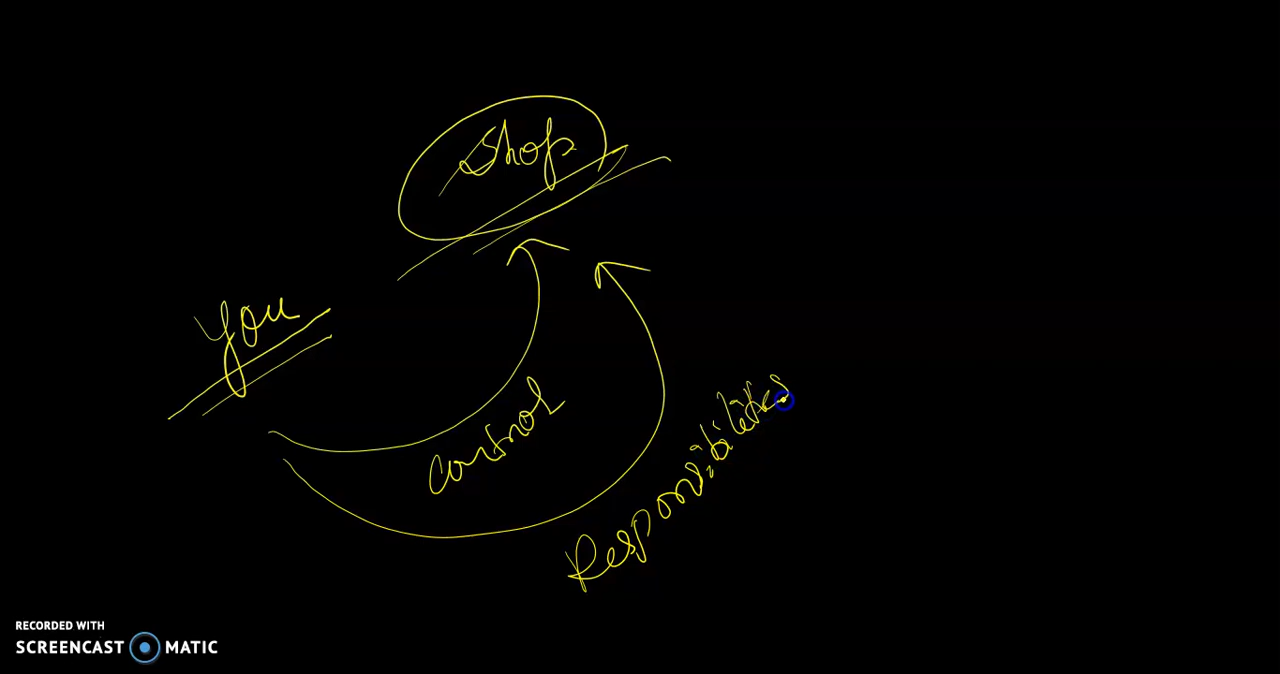 Shop
You
Control
Responsibilities
RECORDED WITH
SCREENCAST MATIC